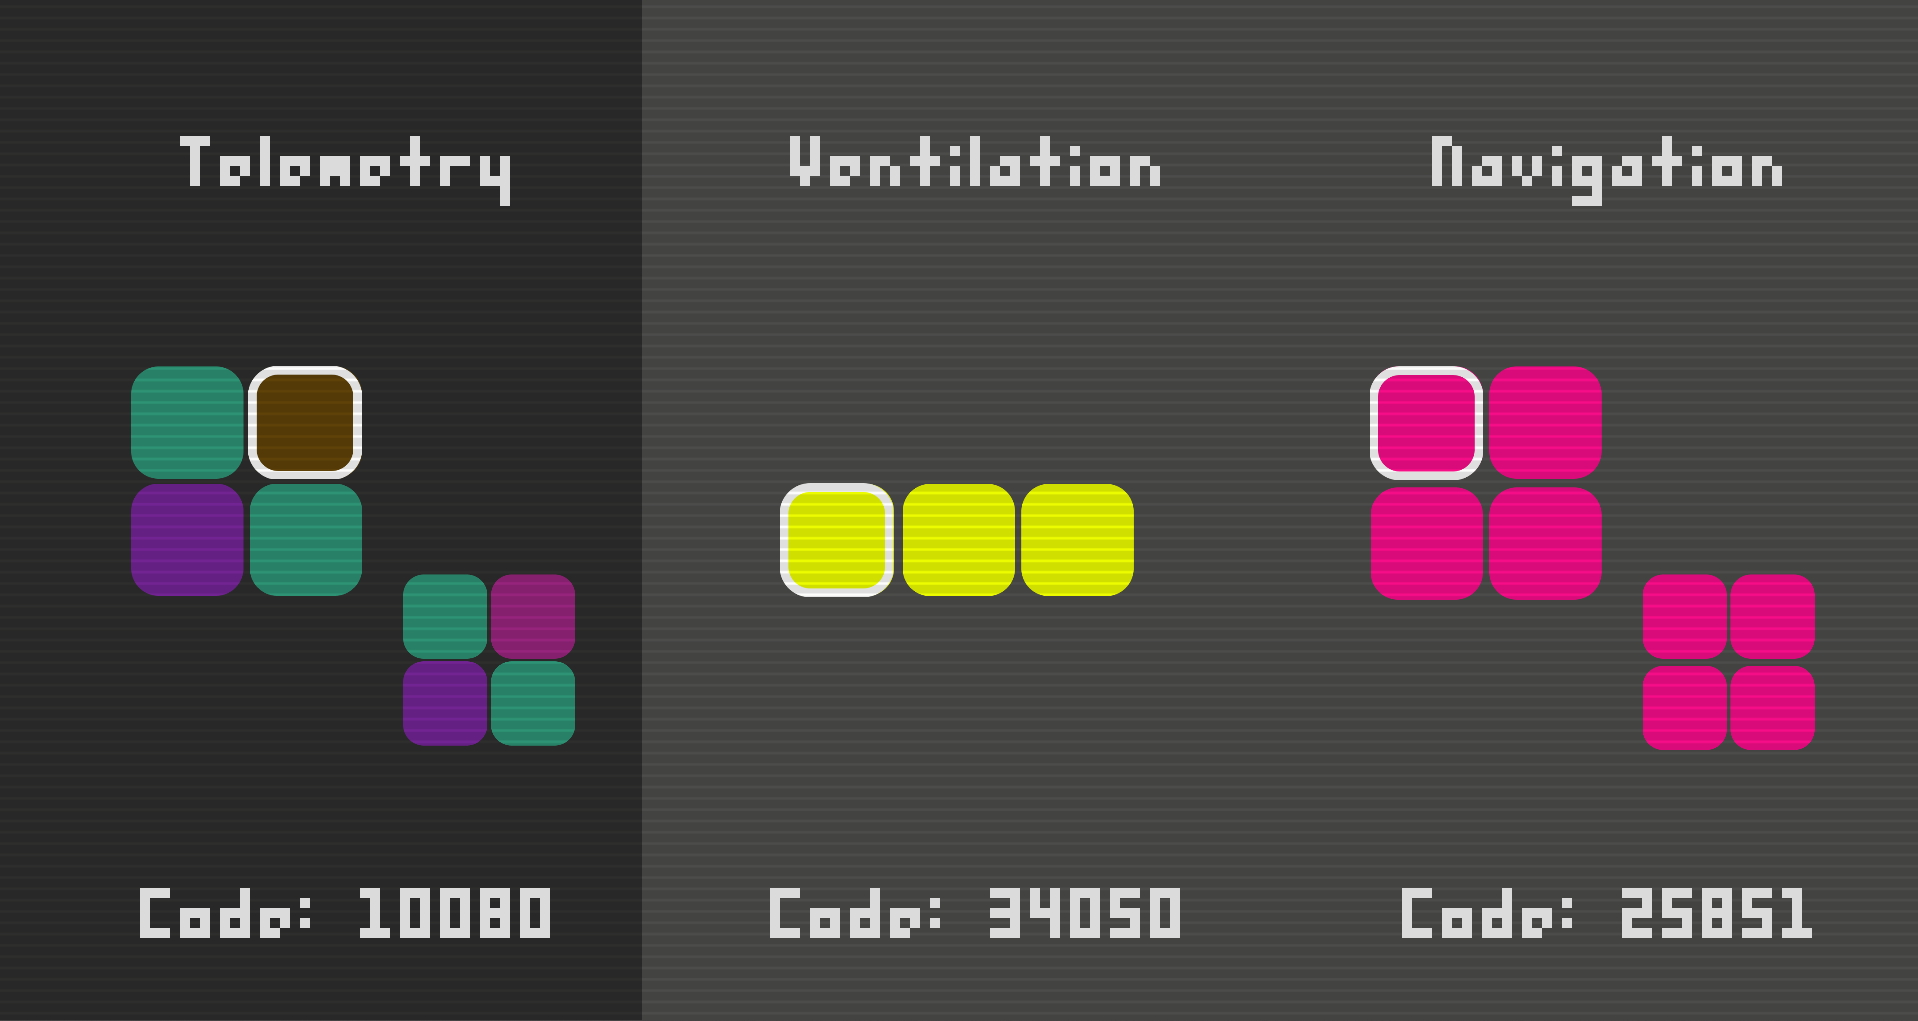 Telemetry
Ventilation
Navigation
Code: 10080
Code: 34050
Code: 25851